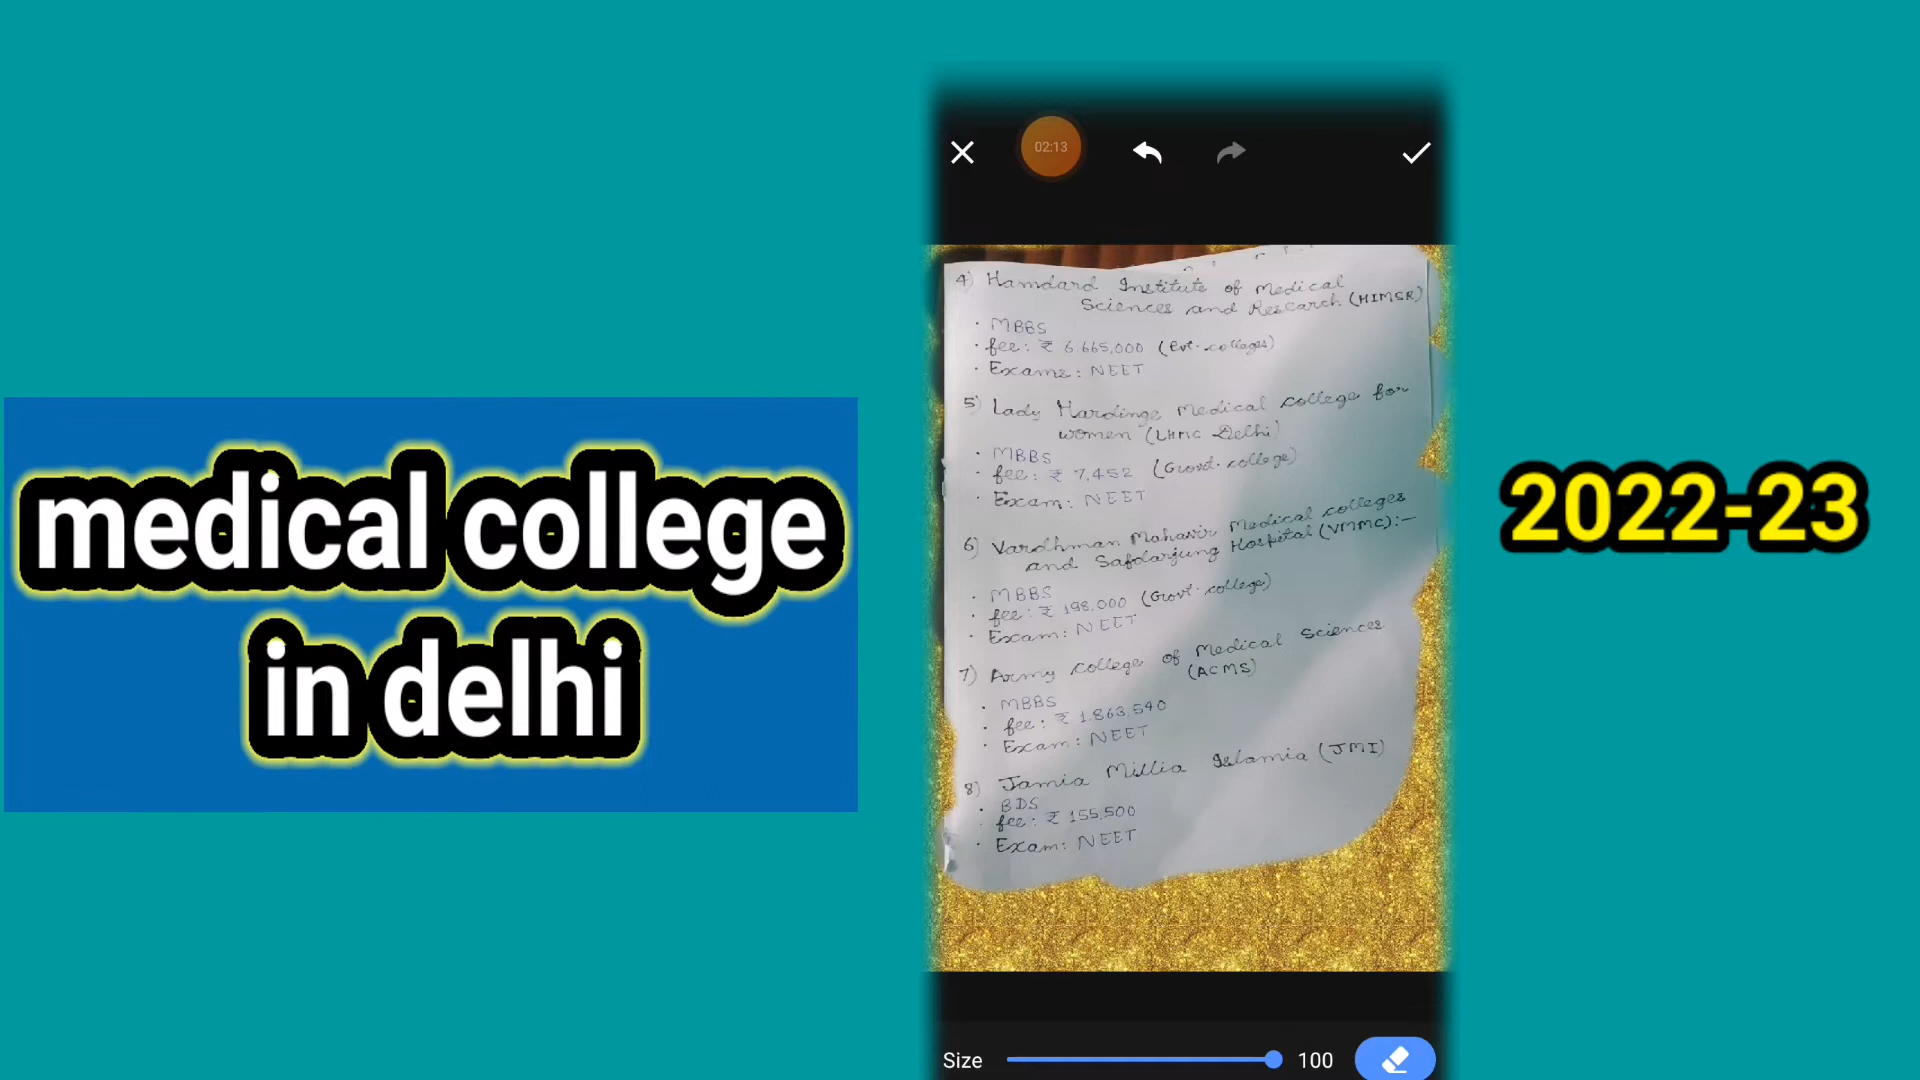 medical college
in delhi
02:13
4) Hamdard Institute of Medical
Sciences and Research (HIMSR)
· MBBS
· fee: ₹ 6.665,000 (Pvt. colleges)
· Exams: NEET
5) Lady Hardinge Medical college for
women (LHMC Delhi)
· MBBS
· fee: ₹ 7,452 (Govt. college)
· Exam: NEET
6) Vardhman Mahavir Medical colleges
and Safdarjung Hospital (VMMC):-
· MBBS
· fee: ₹ 198,000 (Govt. college)
· Exam: NEET
7) Army college of Medical Sciences
(ACMS)
· MBBS
· fee: ₹ 1.863,540
· Exam: NEET
8) Jamia Millia Islamia (JMI)
· BDS
· fee: ₹ 155,500
· Exam: NEET
Size 100
2022-23